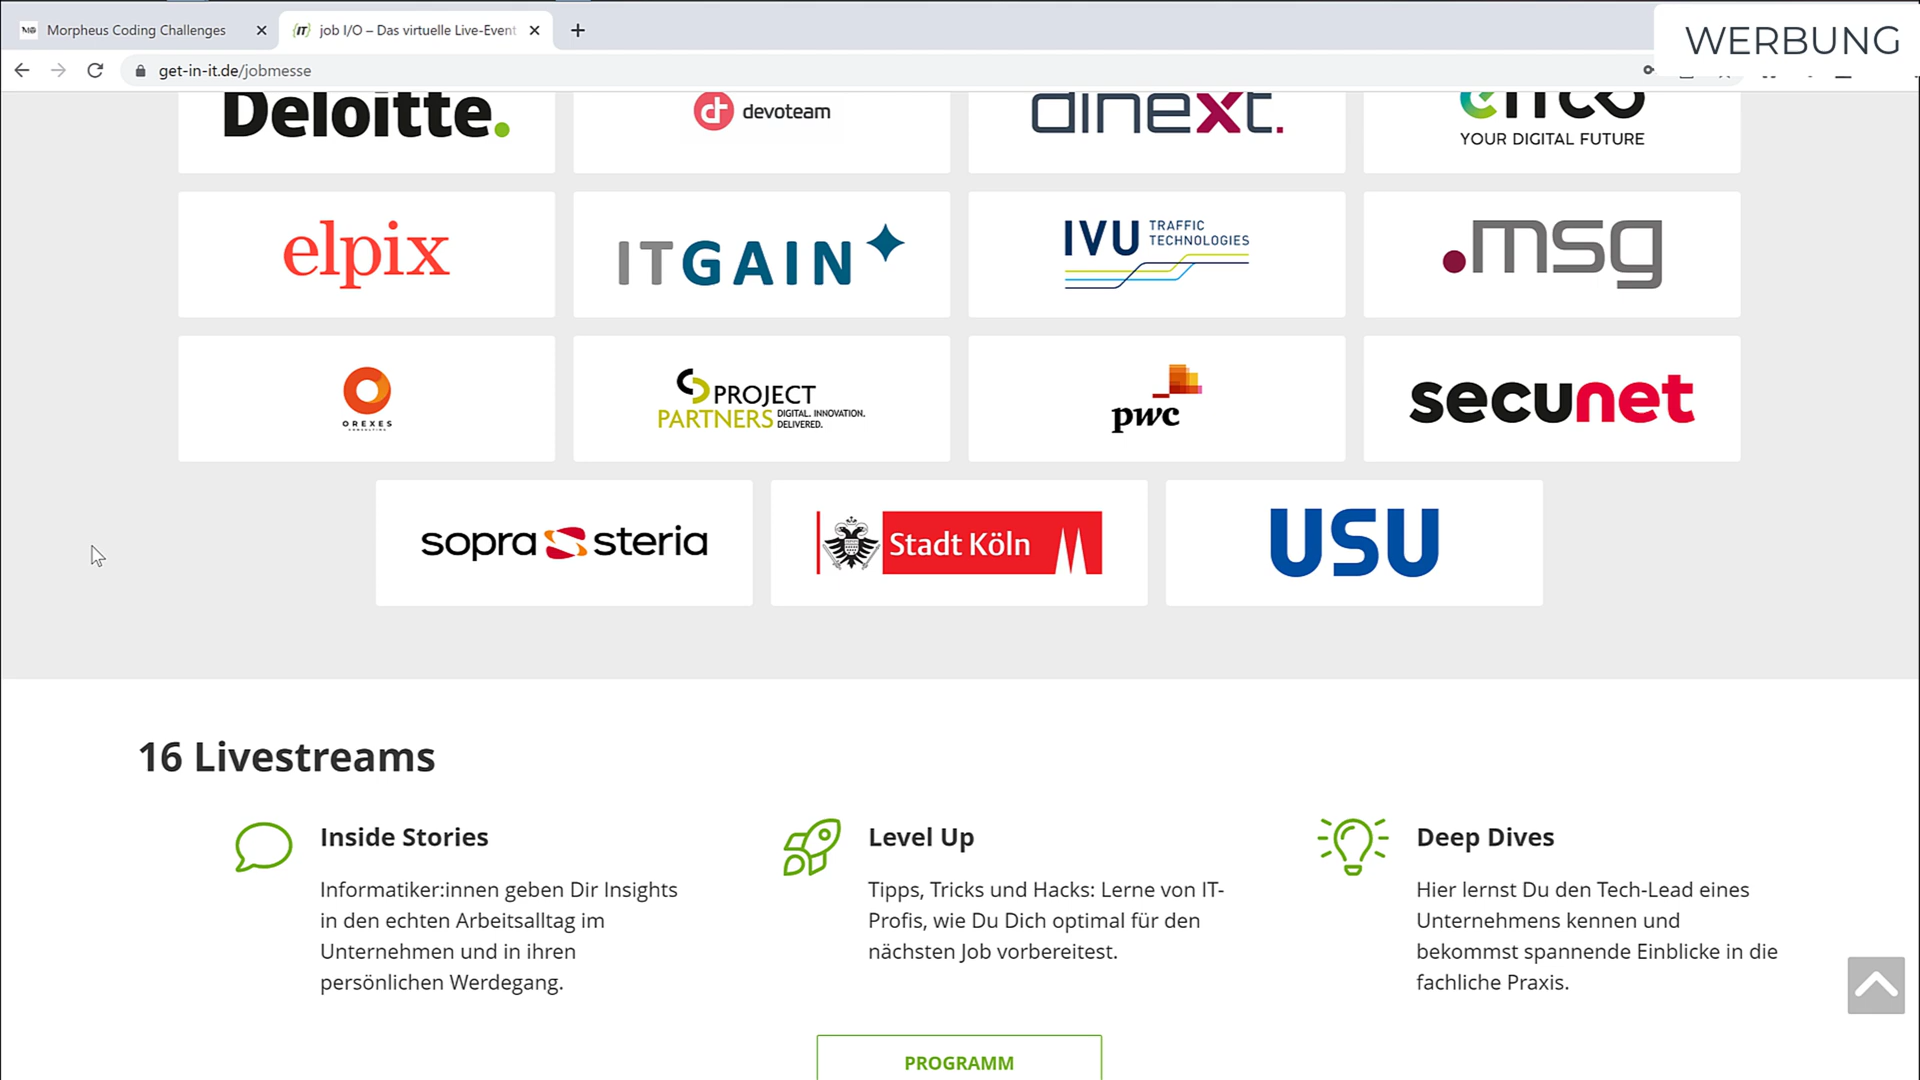 Morpheus Coding Challenges
job I/O – Das virtuelle Live-Event
WERBUNG
get-in-it.de/jobmesse
Deloitte.
devoteam
dinext.
enco
YOUR DIGITAL FUTURE
elpix
ITGAIN
IVU TRAFFIC TECHNOLOGIES
.msg
OREXES
CONSULTING
PROJECT
PARTNERS DIGITAL. INNOVATION. DELIVERED.
pwc
secunet
sopra steria
Stadt Köln
USU
16 Livestreams
Inside Stories
Informatiker:innen geben Dir Insights
in den echten Arbeitsalltag im
Unternehmen und in ihren
persönlichen Werdegang.
Level Up
Tipps, Tricks und Hacks: Lerne von IT-
Profis, wie Du Dich optimal für den
nächsten Job vorbereitest.
Deep Dives
Hier lernst Du den Tech-Lead eines
Unternehmens kennen und
bekommst spannende Einblicke in die
fachliche Praxis.
PROGRAMM